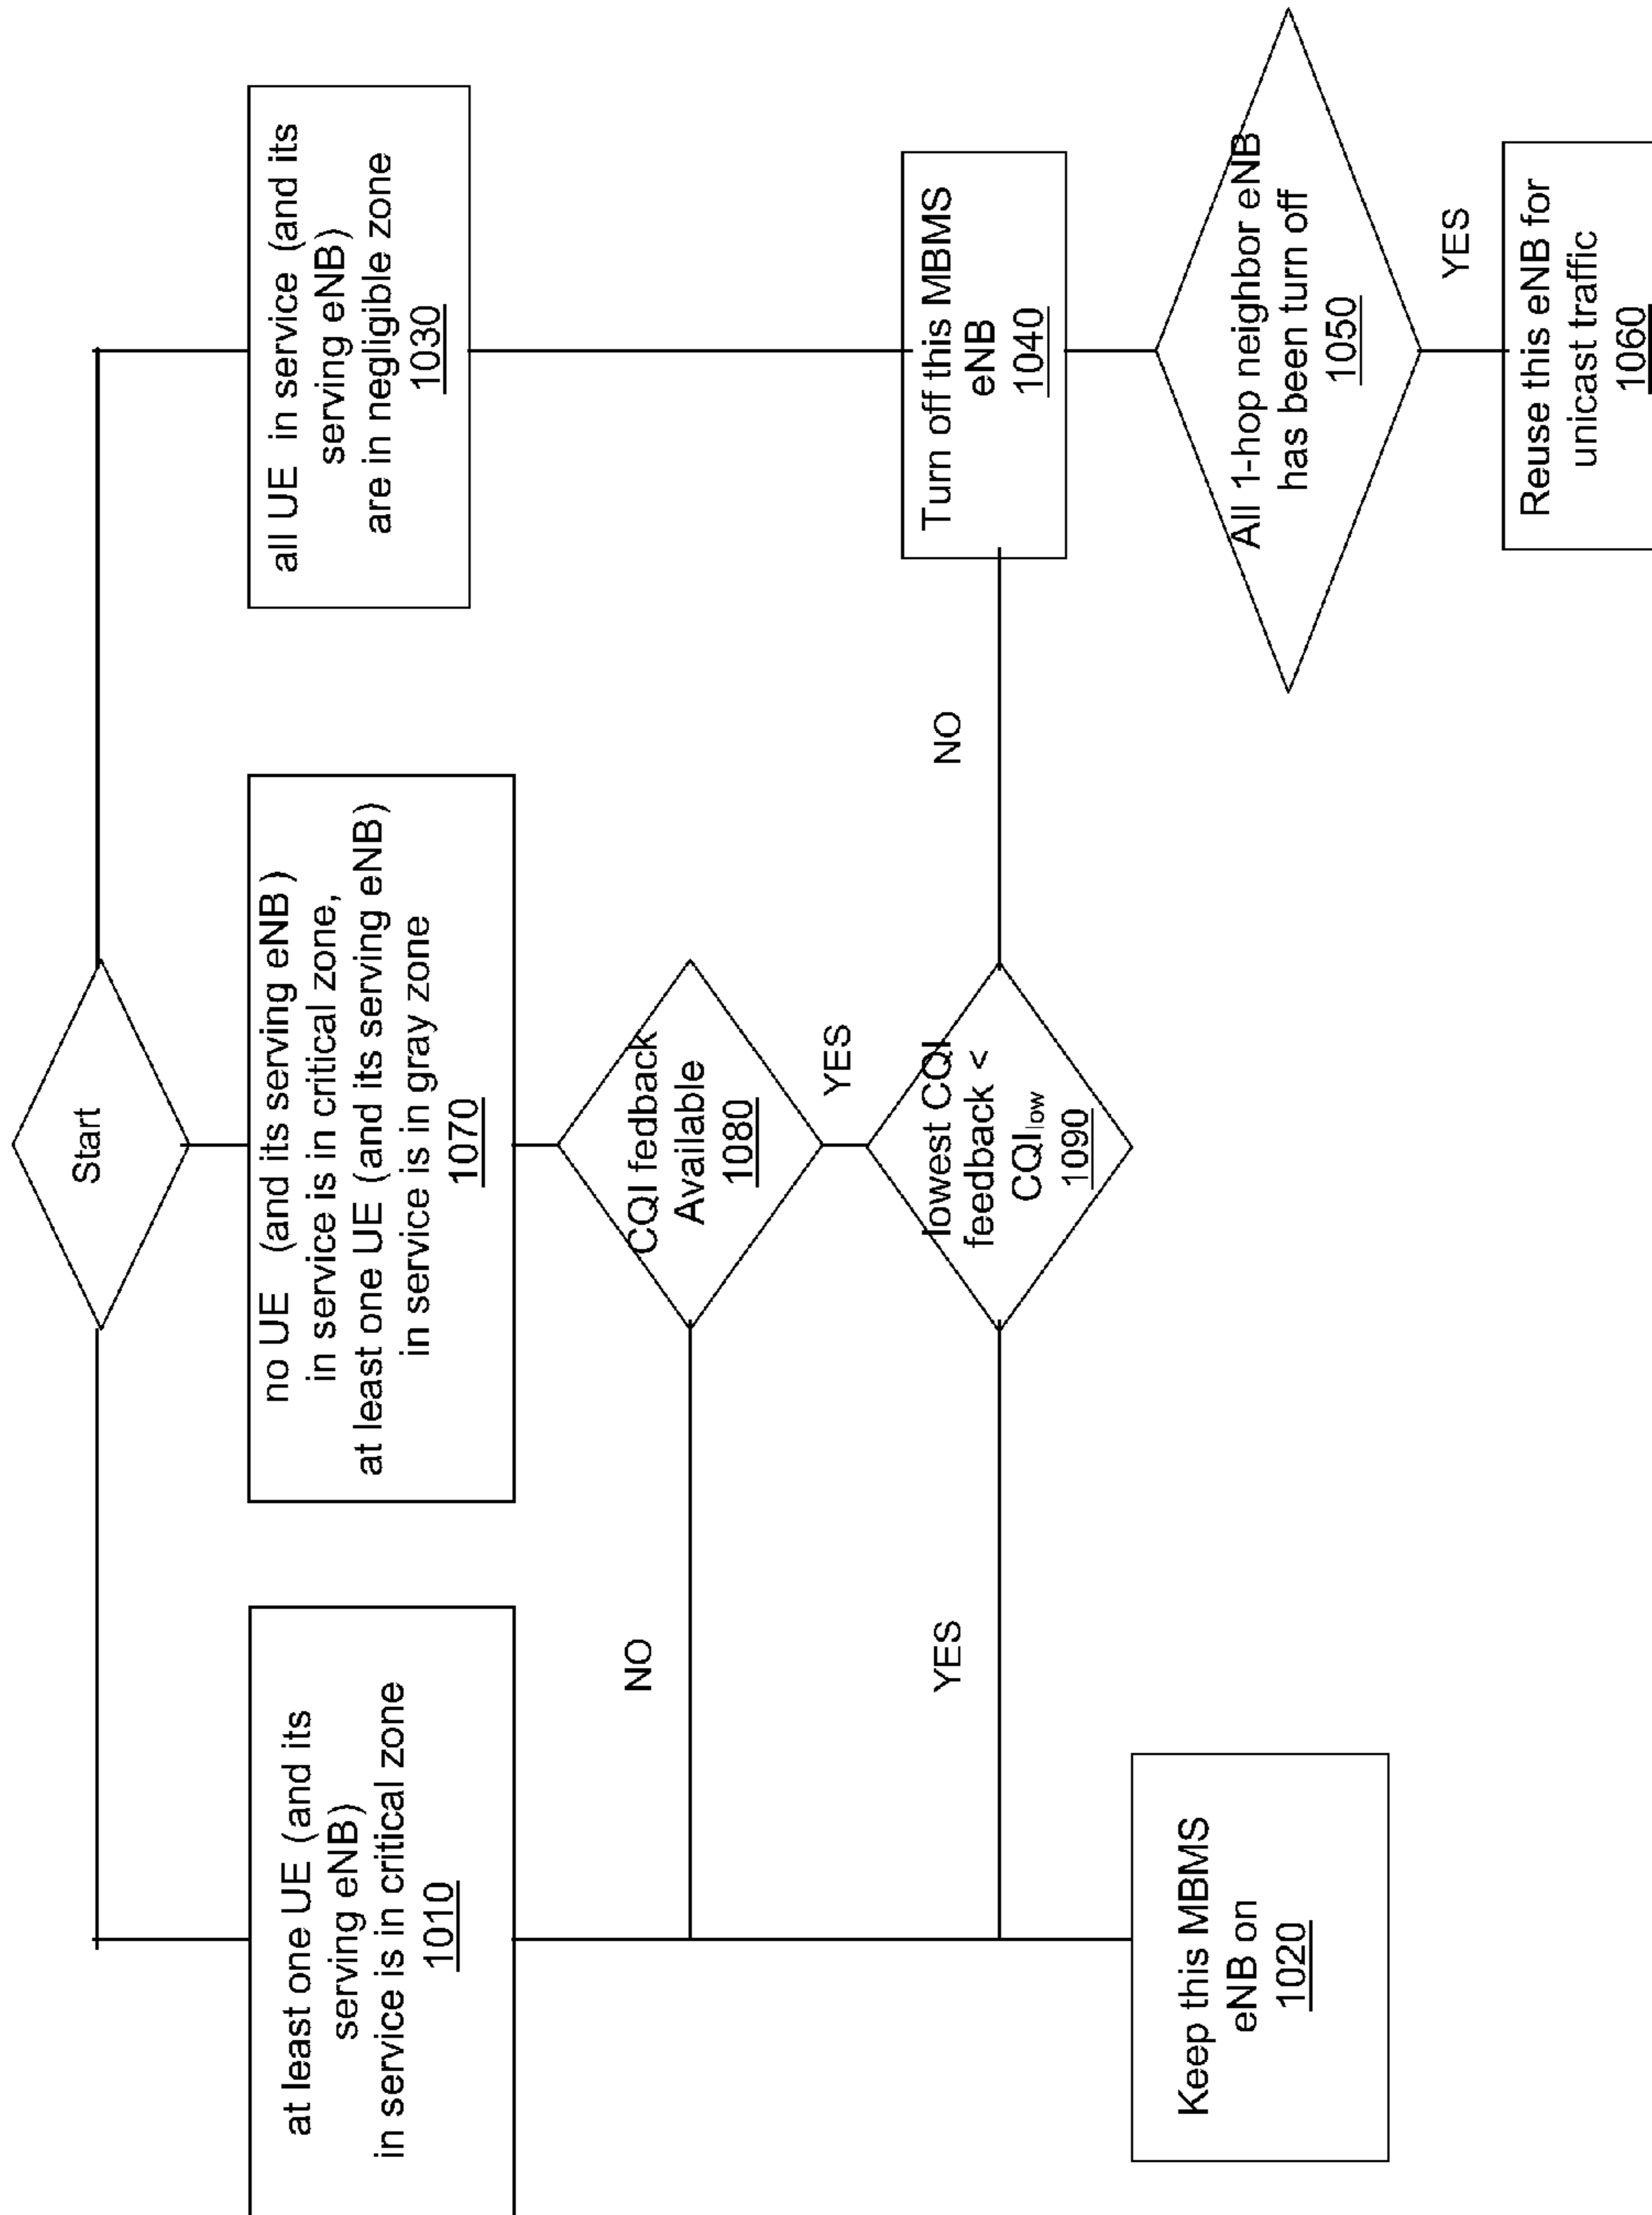 Start
at least one UE (and its
serving eNB)
in service is in critical zone
1010
no UE (and its serving eNB )
in service is in critical zone,
at least one UE (and its serving eNB)
in service is in gray zone
1070
all UE in service (and its
serving eNB)
are in negligible zone
1030
NO
CQI fedback
Available
1080
YES
YES
lowest CQI
feedback <
CQIlow
1090
NO
Turn off this MBMS
eNB
1040
Keep this MBMS
eNB on
1020
All 1-hop neighbor eNB
has been turn off
1050
YES
Reuse this eNB for
unicast traffic
1060